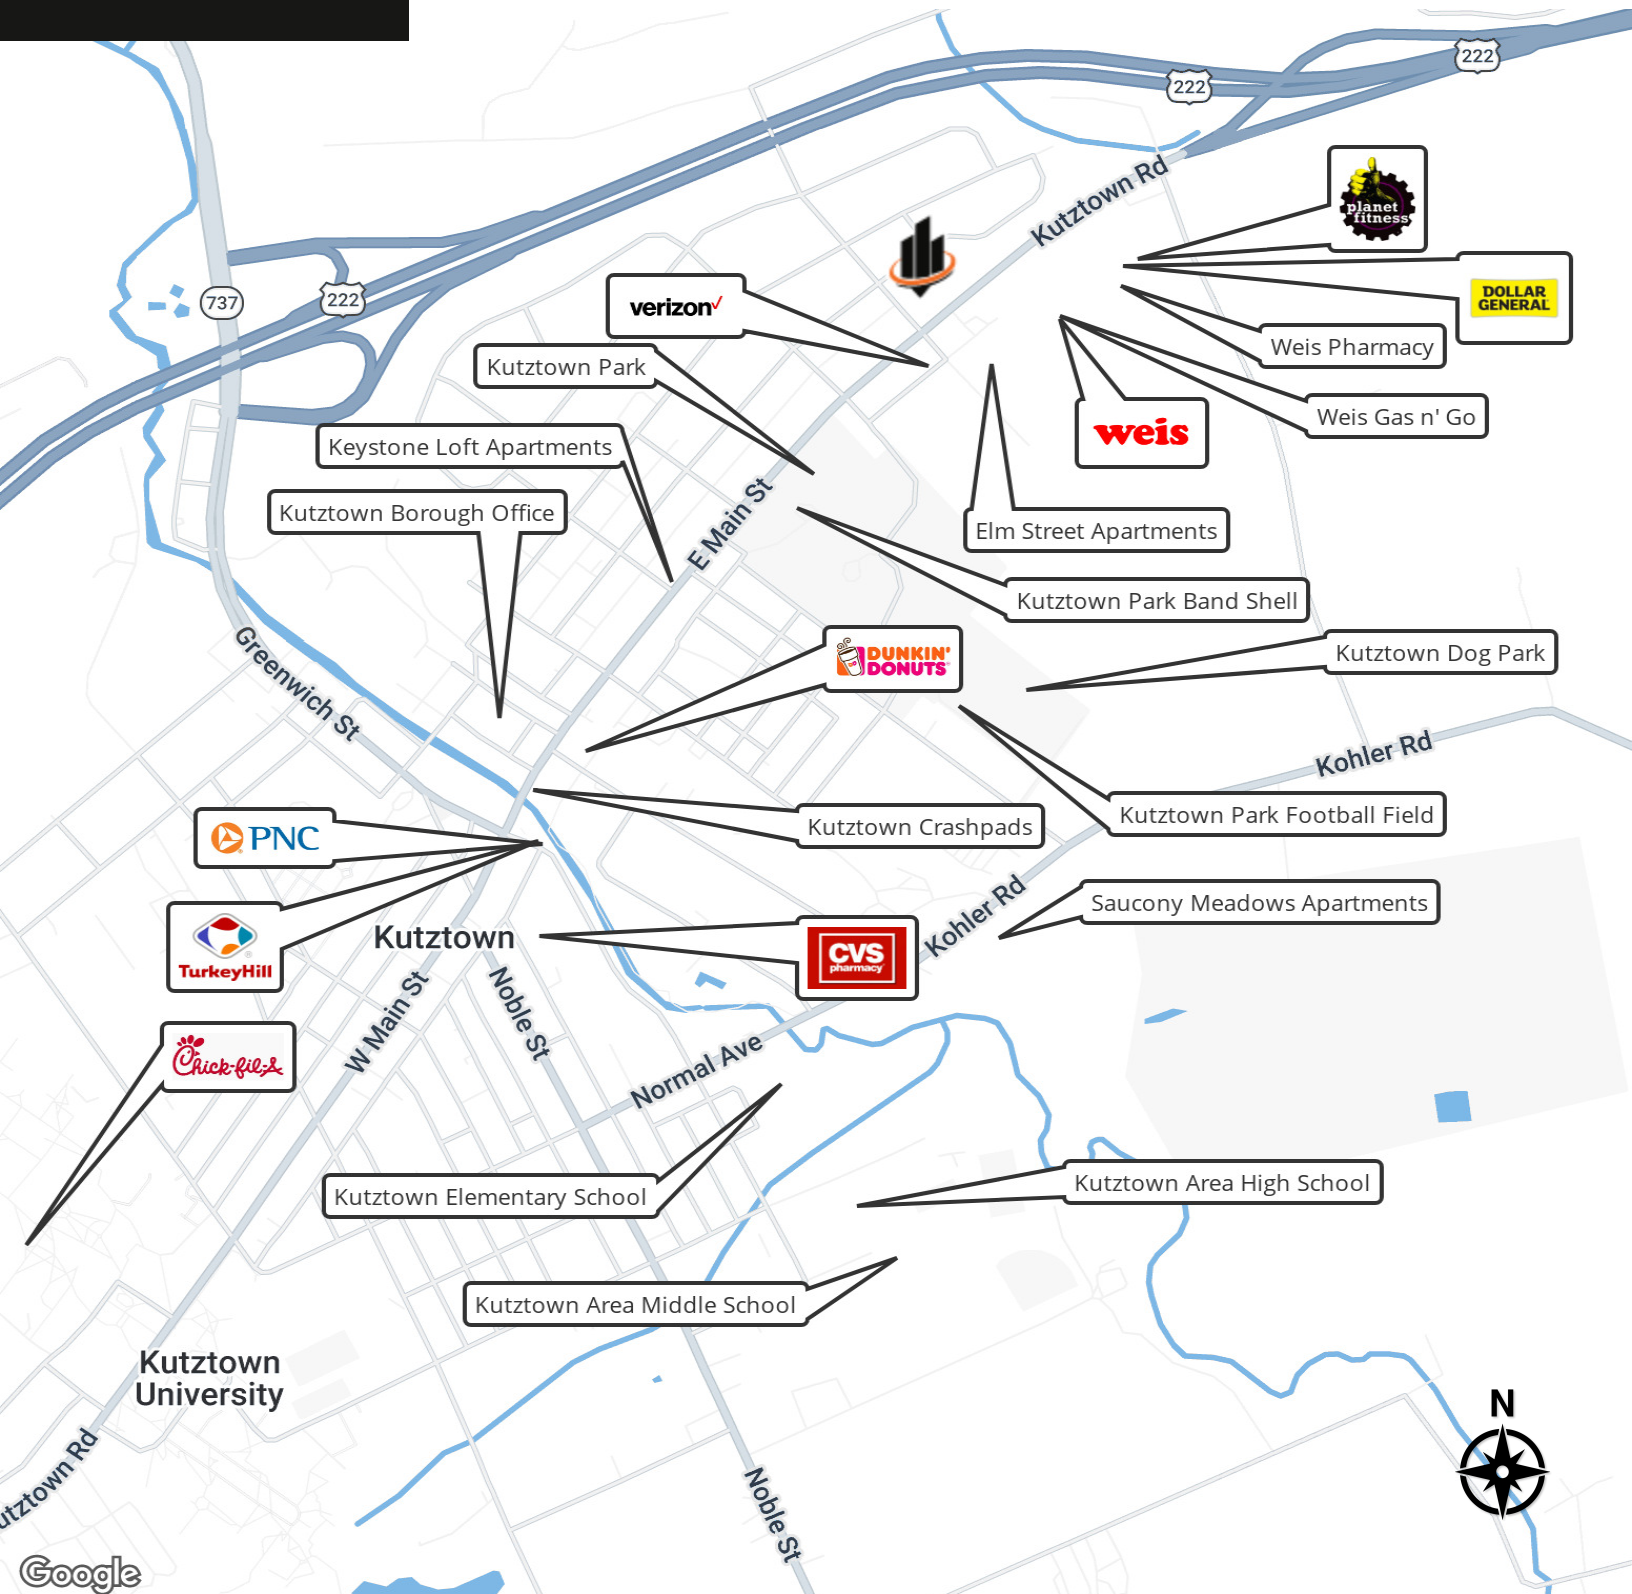 222
222
planet
fitness
Kutztown Rd
DOLLAR
GENERAL
737
222
verizon
Weis Pharmacy
Kutztown Park
Weis Gas n' Go
weis
Keystone Loft Apartments
Kutztown Borough Office
E Main St
Elm Street Apartments
Kutztown Park Band Shell
Greenwich St
DUNKIN'
DONUTS
Kutztown Dog Park
Kohler Rd
PNC
Kutztown Crashpads
Kutztown Park Football Field
Saucony Meadows Apartments
Kohler Rd
TurkeyHill
Kutztown
CVS
pharmacy
W Main St
Noble St
Chick-fil-A
Normal Ave
Kutztown Elementary School
Kutztown Area High School
Kutztown Area Middle School
Kutztown
University
N
utztown Rd
Noble St
Google